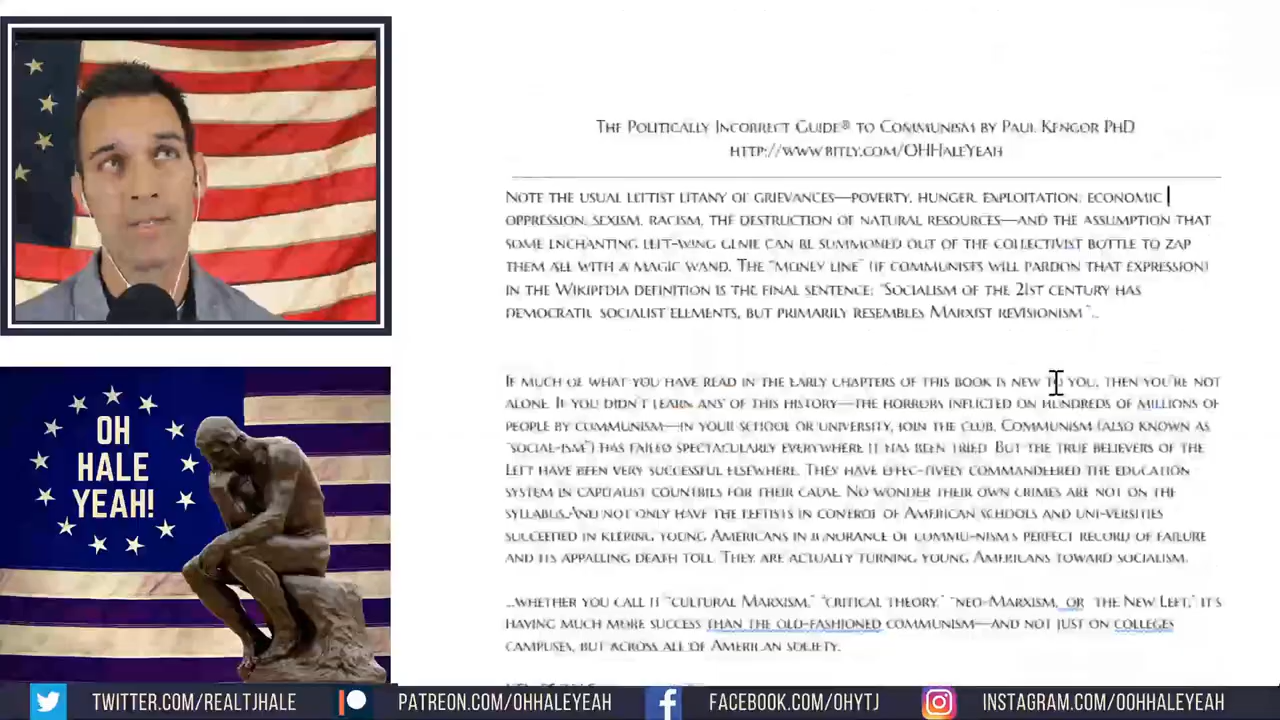 The Politically Incorrect Guide® to Communism by Paul Kengor PhD
http://www.bitly.com/OHHaleYeah
Note the usual leftist litany of grievances—poverty, hunger, exploitation, economic
oppression, sexism, racism, the destruction of natural resources—and the assumption that
some enchanting left-wing genie can be summoned out of the collectivist bottle to zap
them all with a magic wand. The "money line" (if communists will pardon that expression)
in the Wikipedia definition is the final sentence: "Socialism of the 21st century has
democratic socialist elements, but primarily resembles Marxist revisionism"..
If much of what you have read in the early chapters of this book is new to you, then you're not
alone. If you didn't learn any of this history—the horrors inflicted on hundreds of millions of
people by communism—in your school or university, join the club. Communism (also known as
"social-ism") has failed spectacularly everywhere it has been tried. But the true believers of the
Left have been very successful elsewhere. They have effec-tively commandeered the education
system in capitalist countries for their cause. No wonder their own crimes are not on the
syllabus.And not only have the leftists in control of American schools and uni-versities
succeeded in keeping young Americans in ignorance of commu-nism's perfect record of failure
and its appalling death toll. They are actually turning young Americans toward socialism.
...whether you call it "cultural Marxism," "critical theory," "neo-Marxism, or "the New Left," it's
having much more success than the old-fashioned communism—and not just on colleges
campuses, but across all of American society.
OH
HALE
YEAH!
TWITTER.COM/REALTJHALE
PATREON.COM/OHHALEYEAH
FACEBOOK.COM/OHYTJ
INSTAGRAM.COM/OOHHALEYEAH